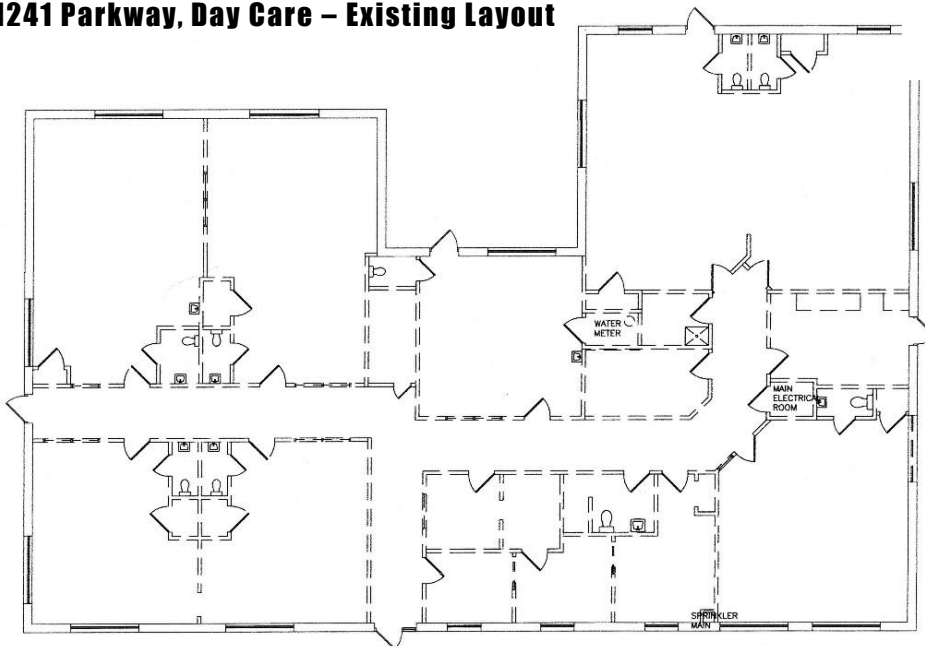 1241 Parkway, Day Care – Existing Layout
WATER
METER
MAIN
ELECTRICAL
ROOM
SPRINKLER
MAIN